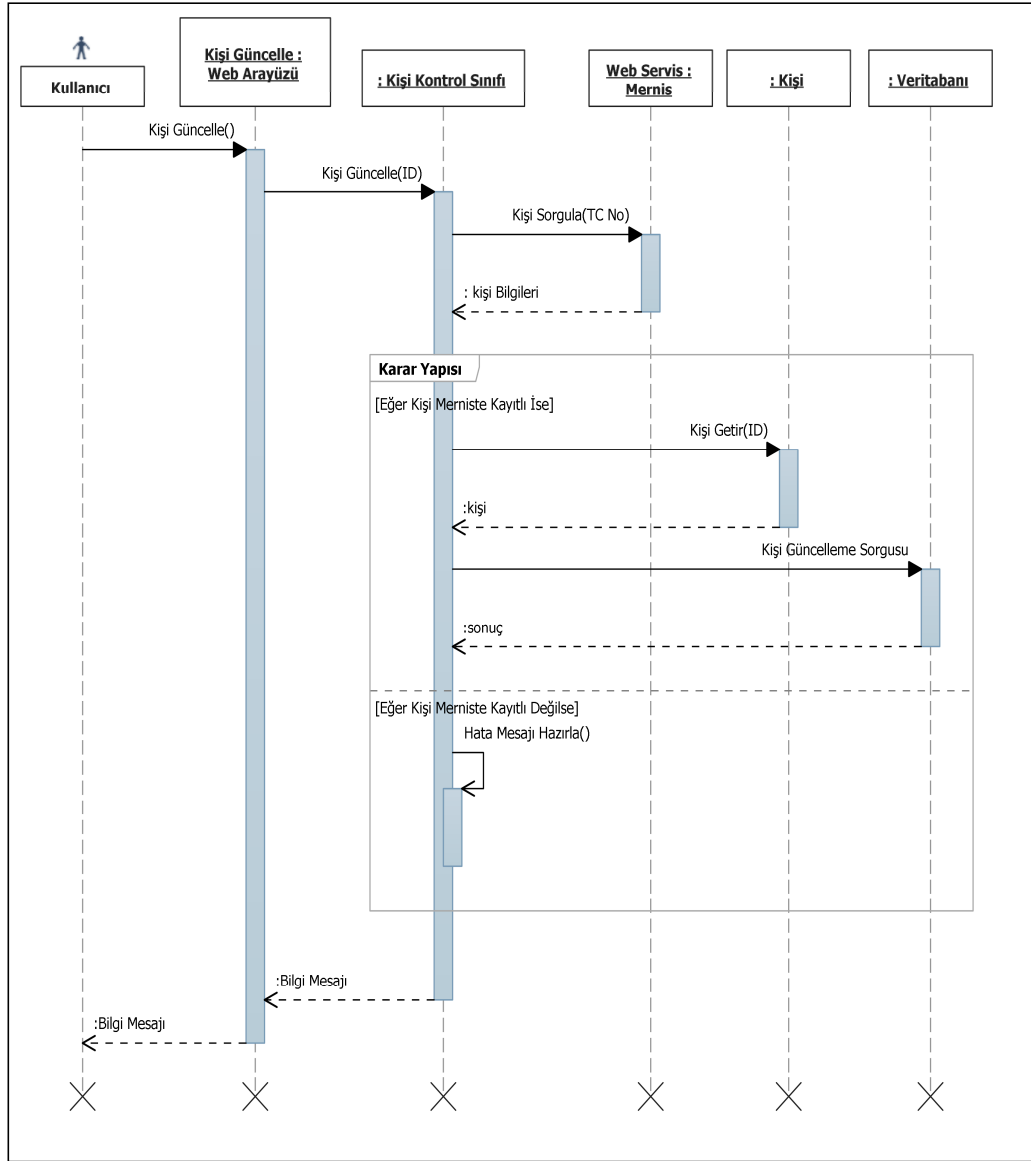 Kullanıcı
Kişi Güncelle :
Web Arayüzü
: Kişi Kontrol Sınıfı
Web Servis :
Mernis
: Kişi
: Veritabanı
Kişi Güncelle()
Kişi Güncelle(ID)
Kişi Sorgula(TC No)
: kişi Bilgileri
Karar Yapısı
[Eğer Kişi Merniste Kayıtlı İse]
Kişi Getir(ID)
:kişi
Kişi Güncelleme Sorgusu
:sonuç
[Eğer Kişi Merniste Kayıtlı Değilse]
Hata Mesajı Hazırla()
:Bilgi Mesajı
:Bilgi Mesajı